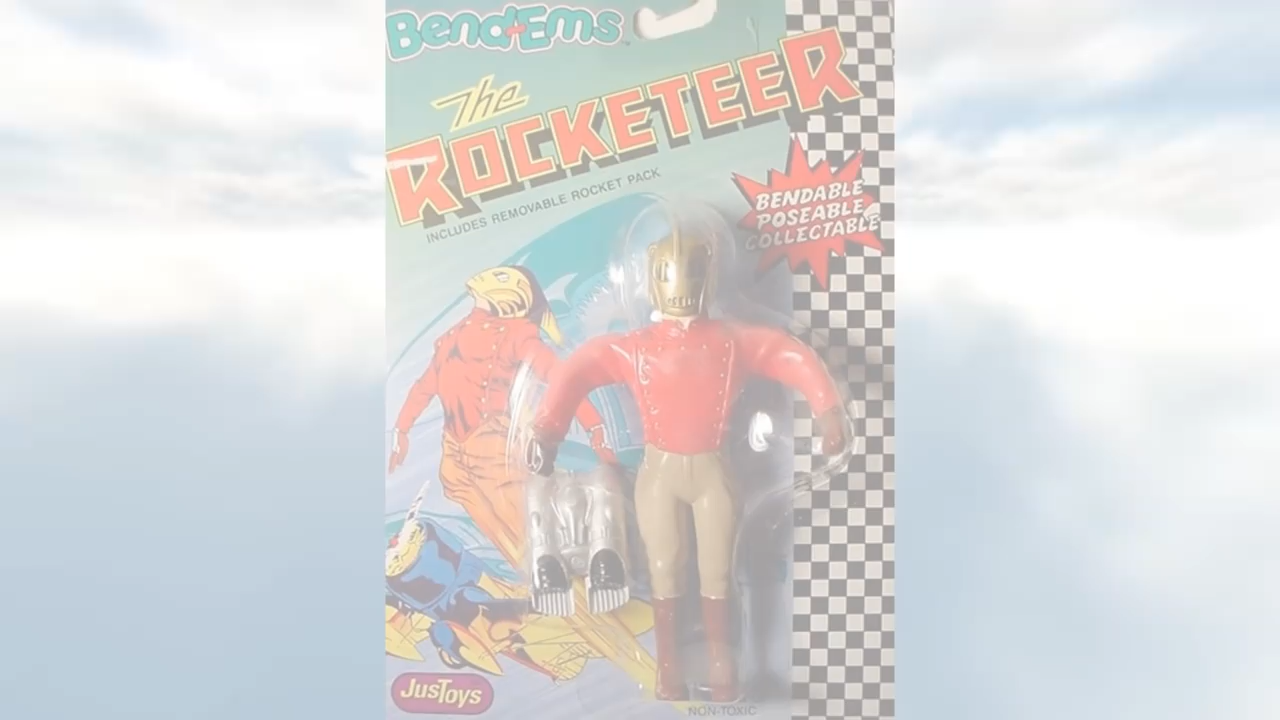 Bend-Ems
The
ROCKETEER
INCLUDES REMOVABLE ROCKET PACK
BENDABLE
POSEABLE
COLLECTABLE
JusToys
NON-TOXIC